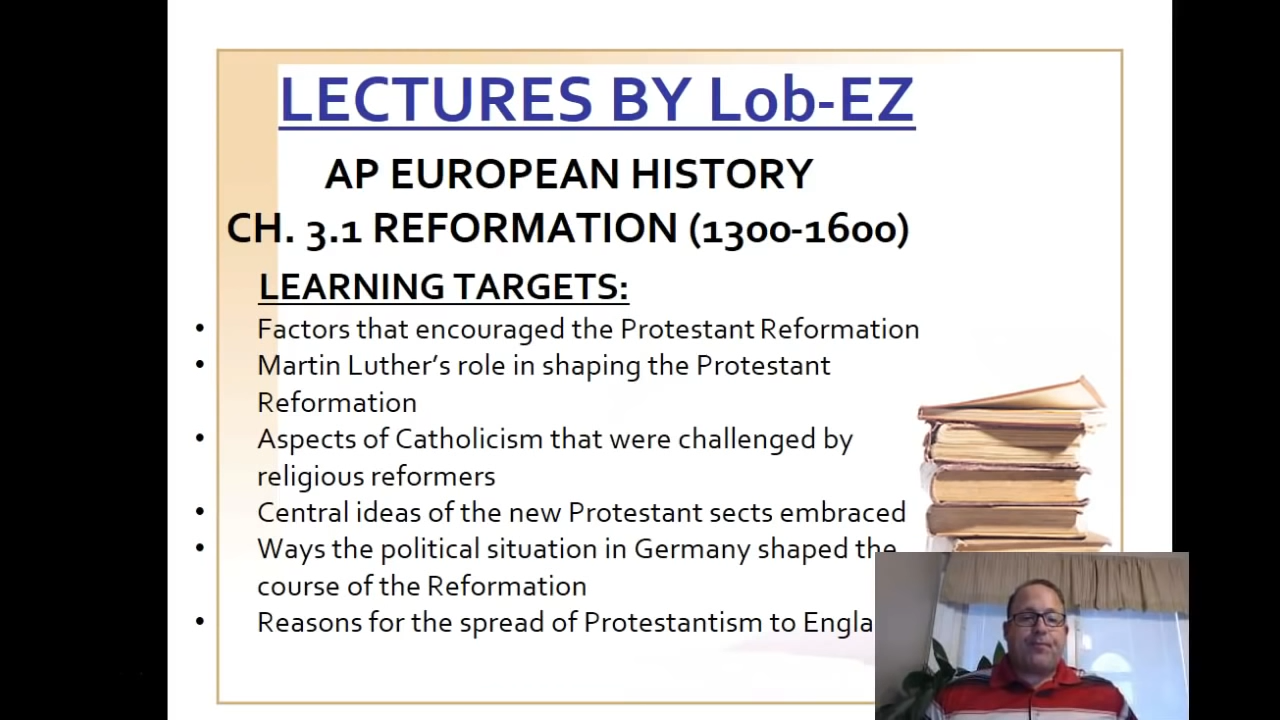 LECTURES BY Lob-EZ
AP EUROPEAN HISTORY
CH. 3.1 REFORMATION (1300-1600)
LEARNING TARGETS:
• Factors that encouraged the Protestant Reformation
• Martin Luther's role in shaping the Protestant
Reformation
• Aspects of Catholicism that were challenged by
religious reformers
• Central ideas of the new Protestant sects embraced
• Ways the political situation in Germany shaped the
course of the Reformation
• Reasons for the spread of Protestantism to Engla